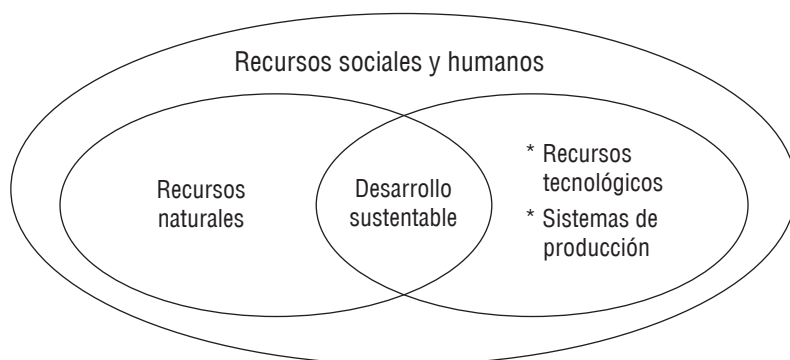 Recursos sociales y humanos
Recursos
naturales
Desarrollo
sustentable
* Recursos
tecnológicos
* Sistemas de
producción